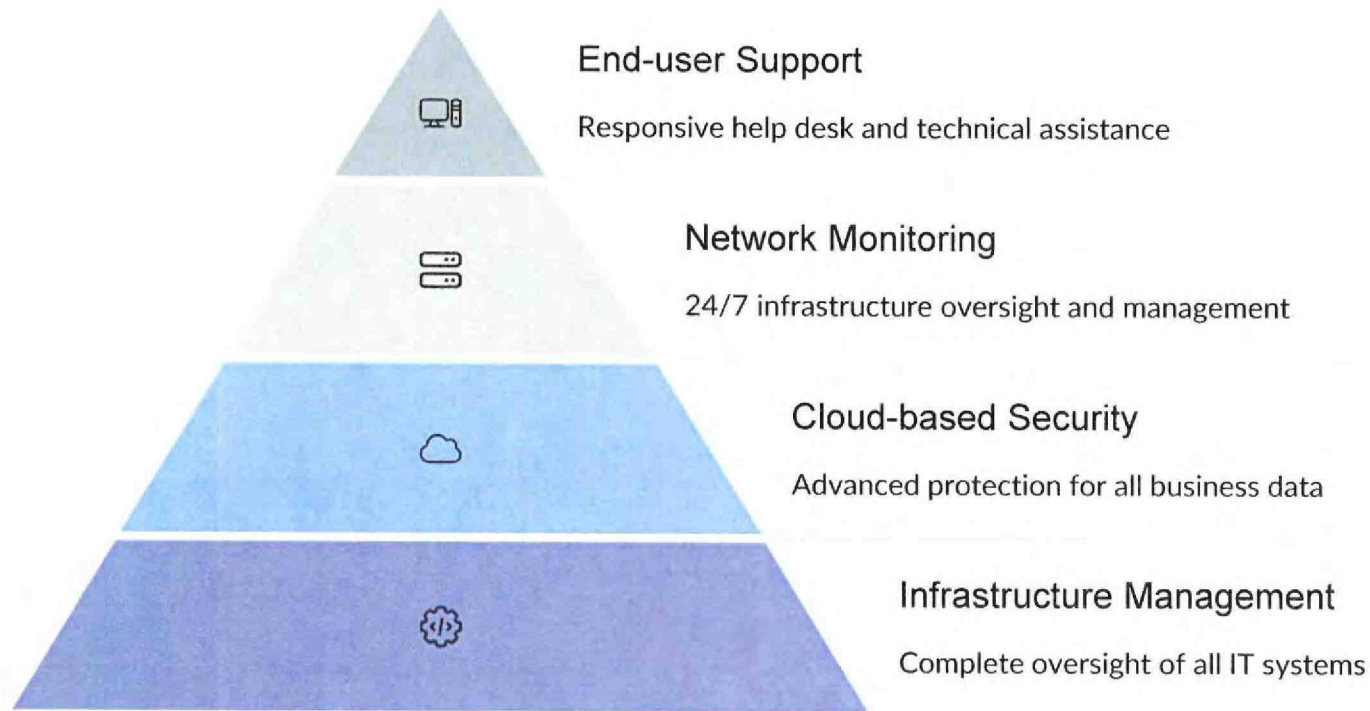 End-user Support
Responsive help desk and technical assistance
Network Monitoring
24/7 infrastructure oversight and management
Cloud-based Security
Advanced protection for all business data
</>
Infrastructure Management
Complete oversight of all IT systems